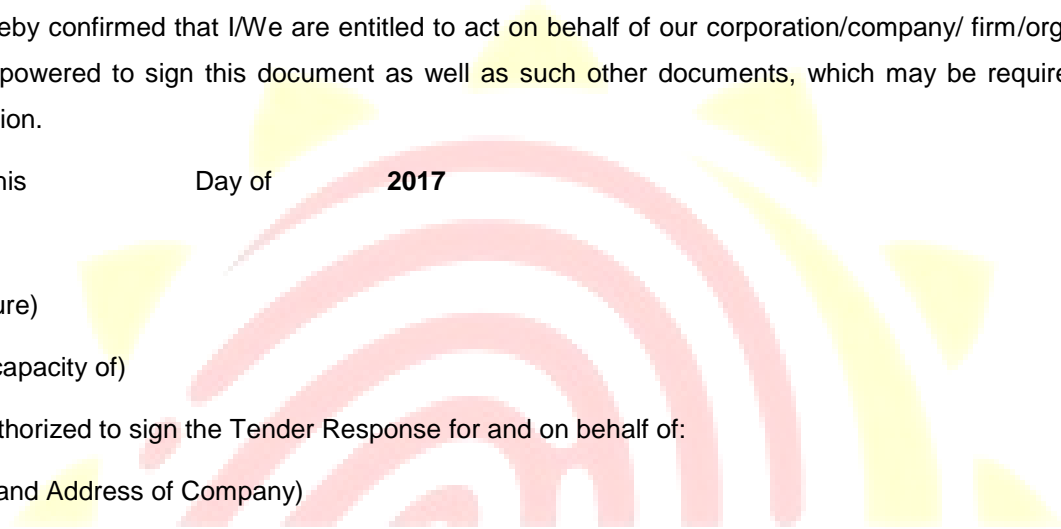 eby confirmed that I/We are entitled to act on behalf of our corporation/company/ firm/org
powered to sign this document as well as such other documents, which may be require
ion.
his Day of 2017
ure)
capacity of)
thorized to sign the Tender Response for and on behalf of:
and Address of Company)